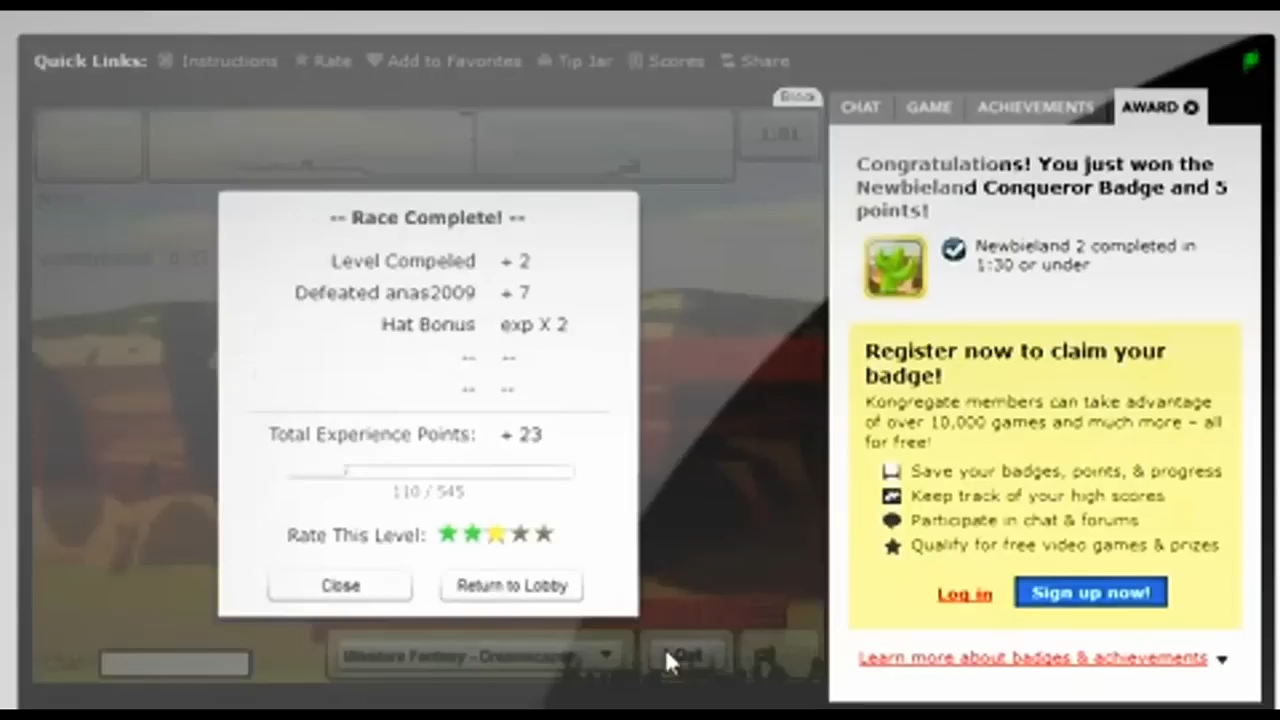 Quick Links: Instructions Rate Add to Favorites Tip Jar Scores Share
CHAT GAME ACHIEVEMENTS AWARD
-- Race Complete! --
Level Compeled + 2
Defeated anas2009 + 7
Hat Bonus exp X 2
-- --
-- --
Total Experience Points: + 23
110 / 545
Rate This Level:
Close Return to Lobby
Congratulations! You just won the
Newbieland Conqueror Badge and 5
points!
Newbieland 2 completed in
1:30 or under
Register now to claim your
badge!
Kongregate members can take advantage
of over 10,000 games and much more – all
for free!
Save your badges, points, & progress
Keep track of your high scores
Participate in chat & forums
Qualify for free video games & prizes
Log in Sign up now!
Learn more about badges & achievements